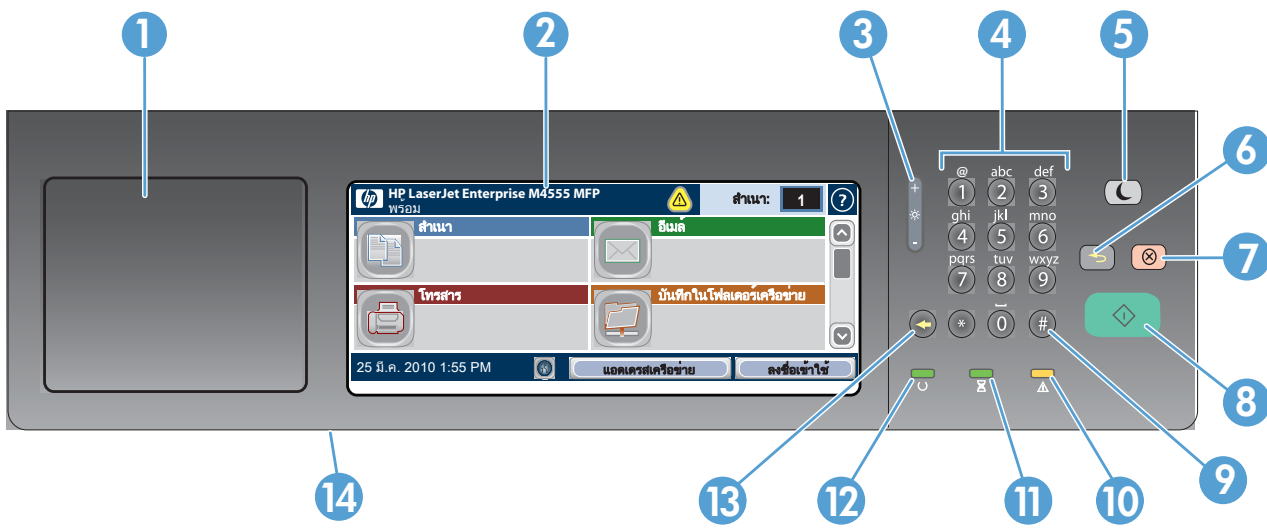 1
2
3
4
5
6
7
8
9
10
11
12
13
14
hp
HP LaserJet Enterprise M4555 MFP
พร้อม
สำเนา: 1
?
สำเนา
อีเมล์
โทรสาร
บันทึกในโฟลเดอร์เครือข่าย
25 มี.ค. 2010 1:55 PM
แอดเดรสเครือข่าย
ลงชื่อเข้าใช้
+
-
@ abc def
1 2 3
ghi jkl mno
4 5 6
pqrs tuv wxyz
7 8 9
* 0 #